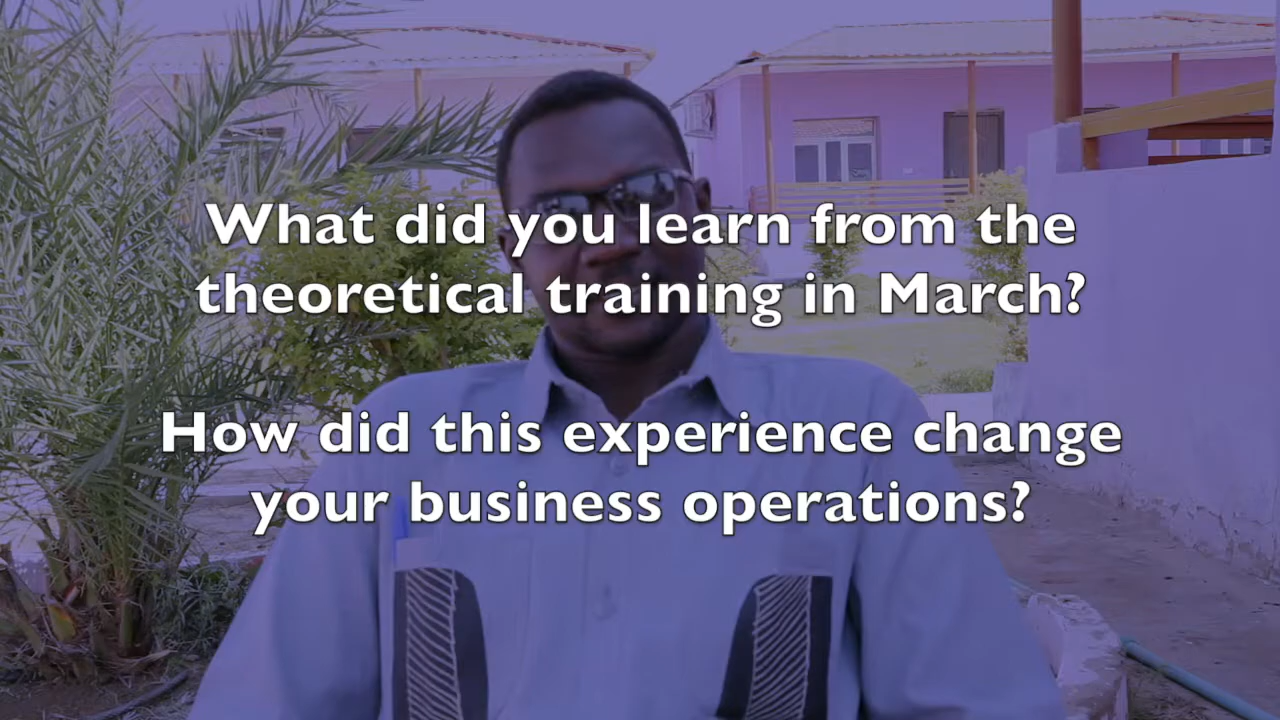 What did you learn from the
theoretical training in March?
How did this experience change
your business operations?